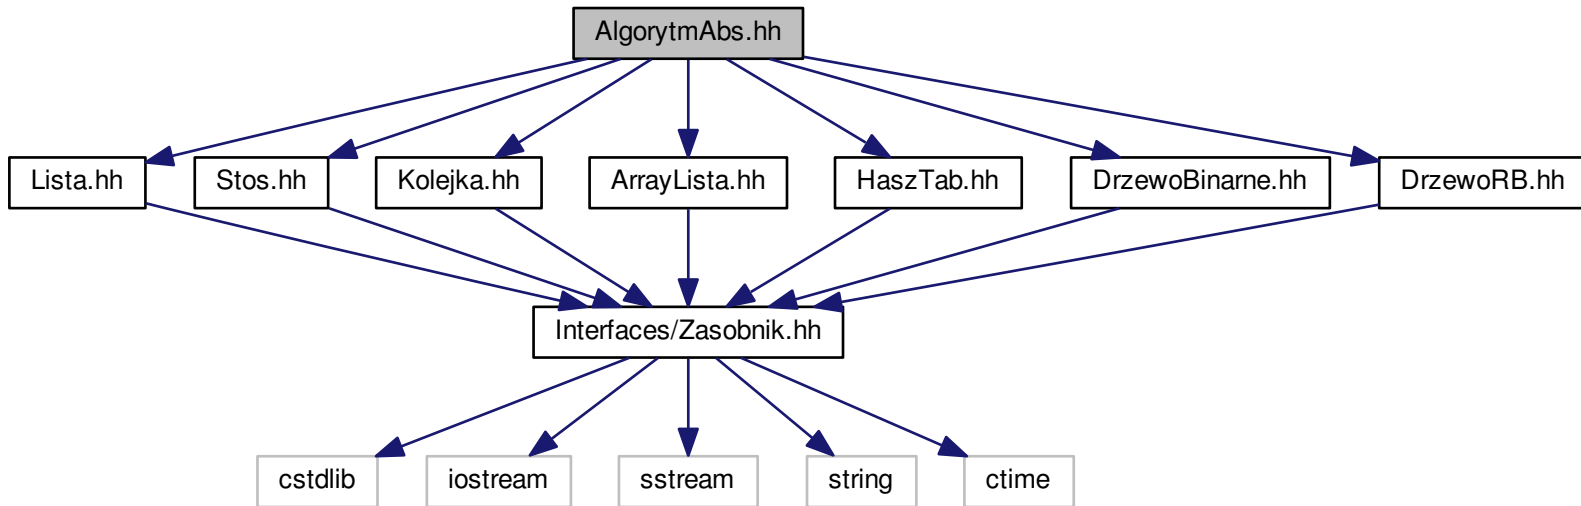 AlgorytmAbs.hh
Lista.hh
Stos.hh
Kolejka.hh
ArrayLista.hh
HaszTab.hh
DrzewoBinarne.hh
DrzewoRB.hh
Interfaces/Zasobnik.hh
cstdlib
iostream
sstream
string
ctime